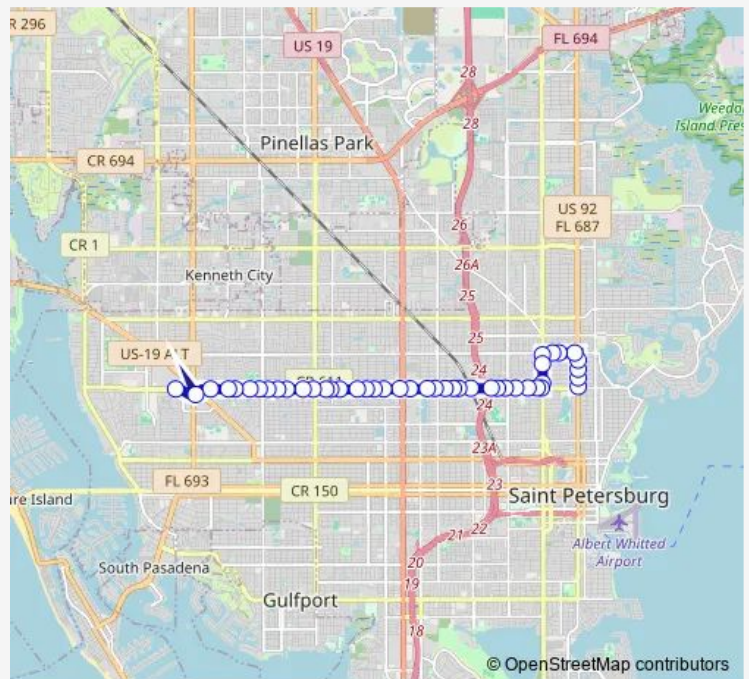 R 296
US 19
FL 694
28
28
Weedo
Island Pres
Pinellas Park
CR 694
US 92
FL 687
26
CR 1
26A
Kenneth City
25
25
US-19 ALT
24
24
23A
FL 693
CR 150
23
ure Island
Saint Petersburg
22
21
Albert Whitted
Airport
20
South Pasadena
19
Gulfport
18
© OpenStreetMap contributors